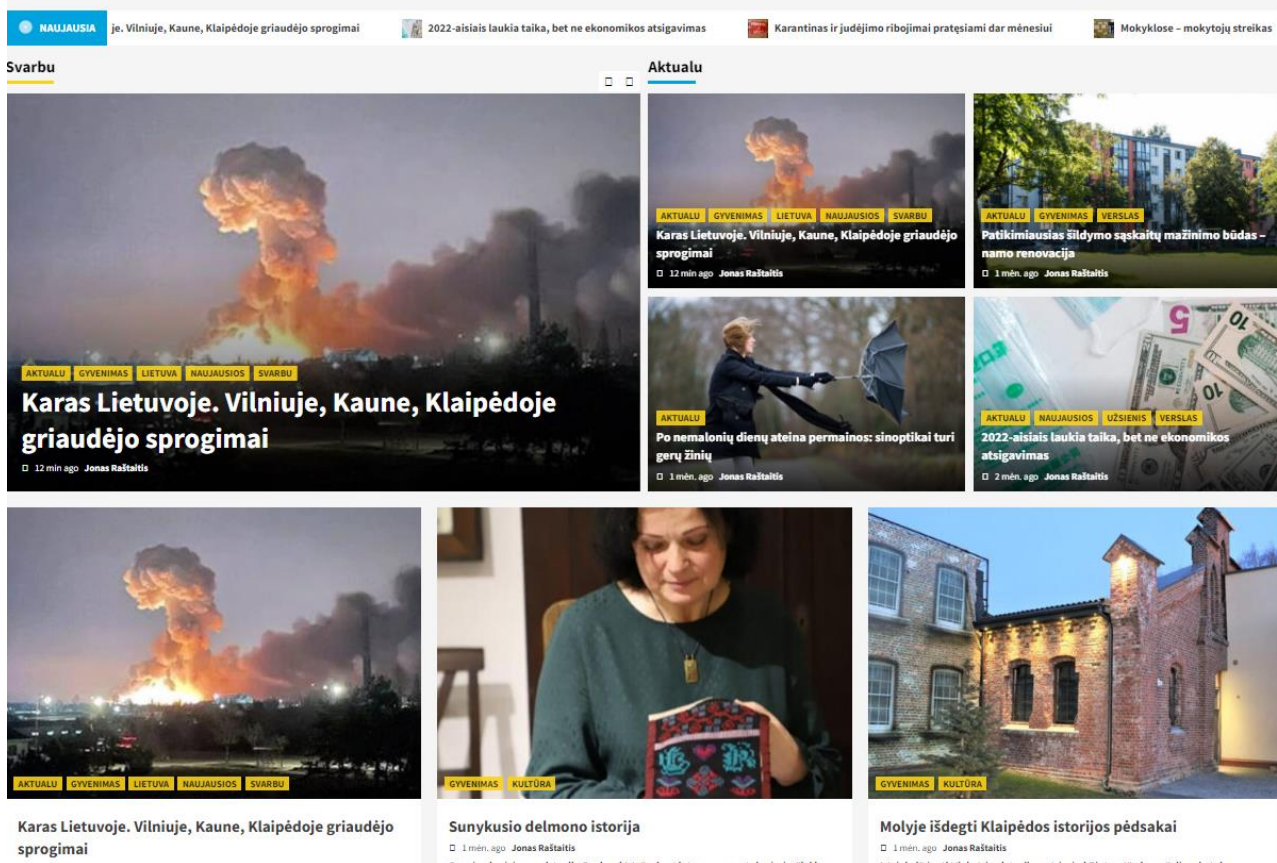 NAUJAUSIA
je. Vilniuje, Kaune, Klaipėdoje griaudėjo sprogimai
2022-aisiais laukia taika, bet ne ekonomikos atsigavimas
Karantinas ir judėjimo ribojimai pratęsiami dar mėnesiui
Mokyklose – mokytojų streikas
Svarbu
AKTUALU GYVENIMAS LIETUVA NAUJAUSIOS SVARBU
Karas Lietuvoje. Vilniuje, Kaune, Klaipėdoje
griaudėjo sprogimai
12 min ago Jonas Raštaitis
Aktualu
AKTUALU GYVENIMAS LIETUVA NAUJAUSIOS SVARBU
Karas Lietuvoje. Vilniuje, Kaune, Klaipėdoje griaudėjo
sprogimai
12 min ago Jonas Raštaitis
AKTUALU GYVENIMAS VERSLAS
Patikimiausias šildymo sąskaitų mažinimo būdas –
namo renovacija
1 mėn. ago Jonas Raštaitis
AKTUALU
Po nemalonių dienų ateina permainos: sinoptikai turi
gerų žinių
1 mėn. ago Jonas Raštaitis
AKTUALU NAUJAUSIOS UŽSIENIS VERSLAS
2022-aisiais laukia taika, bet ne ekonomikos
atsigavimas
2 mėn. ago Jonas Raštaitis
AKTUALU GYVENIMAS LIETUVA NAUJAUSIOS SVARBU
Karas Lietuvoje. Vilniuje, Kaune, Klaipėdoje griaudėjo
sprogimai
GYVENIMAS KULTŪRA
Sunykusio delmono istorija
1 mėn. ago Jonas Raštaitis
GYVENIMAS KULTŪRA
Molyje išdegti Klaipėdos istorijos pėdsakai
1 mėn. ago Jonas Raštaitis